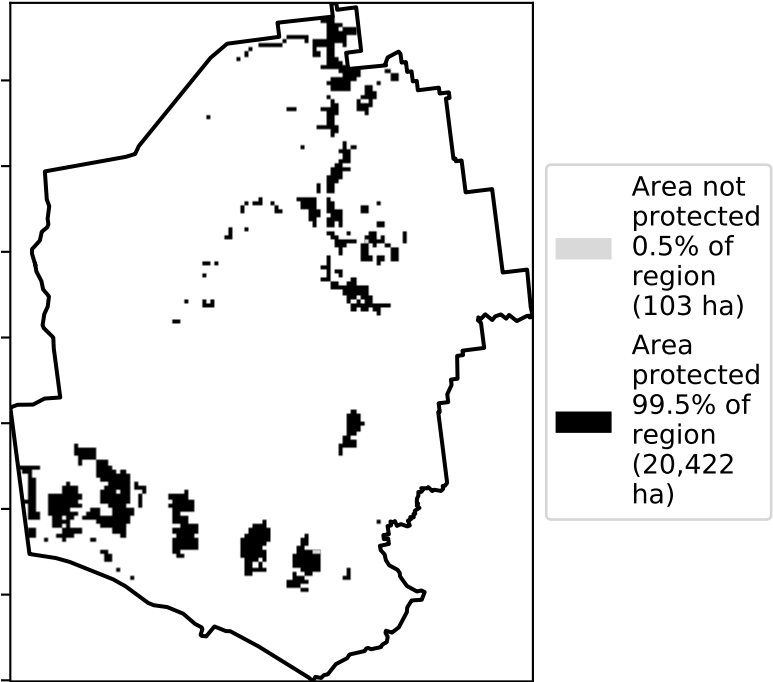 Area not
protected
0.5% of
region
(103 ha)
Area
protected
99.5% of
region
(20,422
ha)